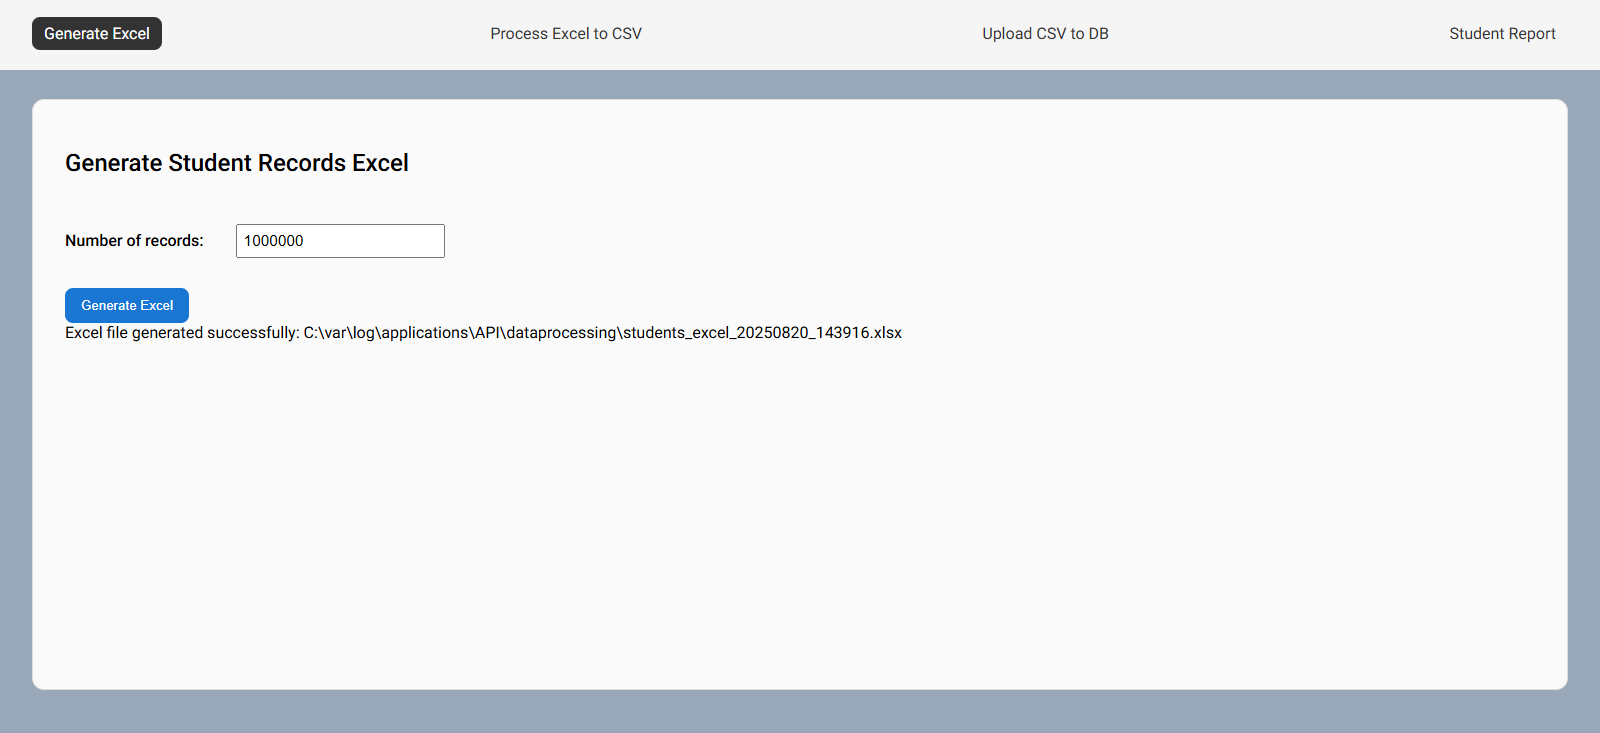 Generate Excel
Process Excel to CSV
Upload CSV to DB
Student Report
Generate Student Records Excel
Number of records:
1000000
Generate Excel
Excel file generated successfully: C:\var\log\applications\API\dataprocessing\students_excel_20250820_143916.xlsx